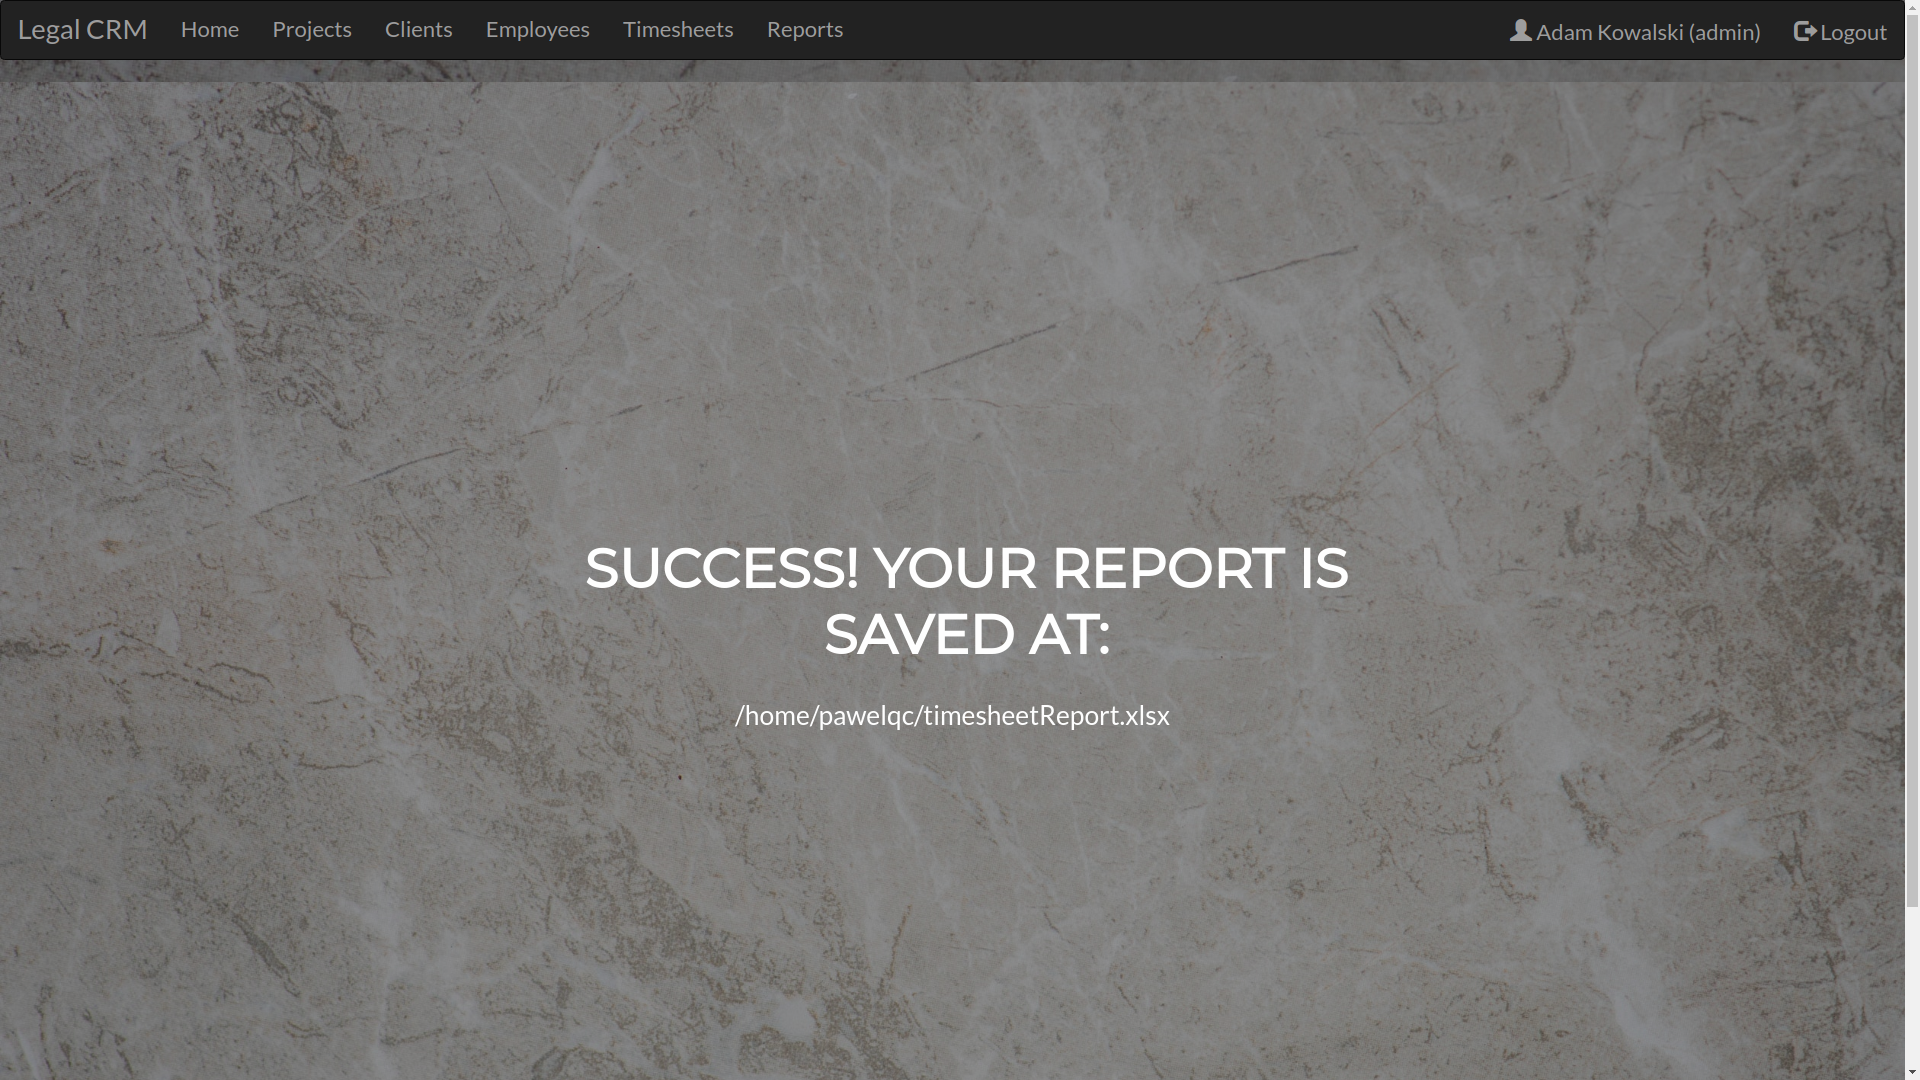 Legal CRM Home Projects Clients Employees Timesheets Reports Adam Kowalski (admin) Logout
SUCCESS! YOUR REPORT IS
SAVED AT:
/home/pawelqc/timesheetReport.xlsx